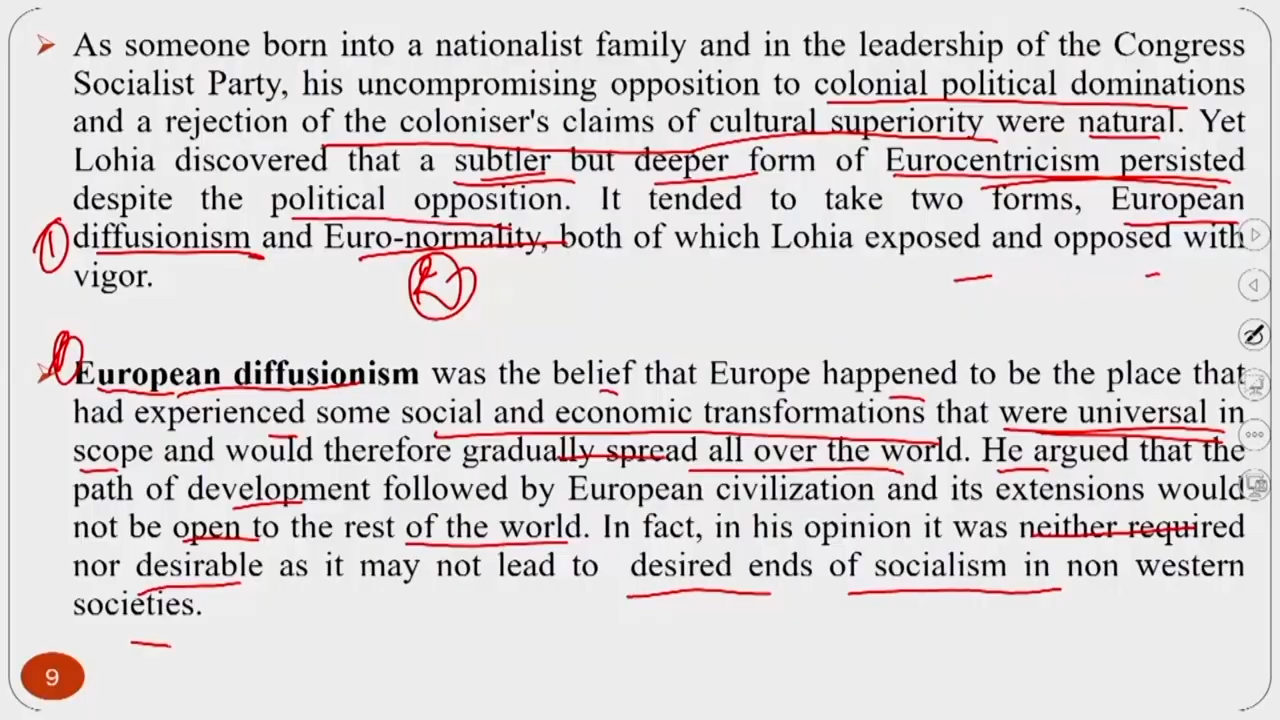 As someone born into a nationalist family and in the leadership of the Congress
Socialist Party, his uncompromising opposition to colonial political dominations
and a rejection of the coloniser's claims of cultural superiority were natural. Yet
Lohia discovered that a subtler but deeper form of Eurocentricism persisted
despite the political opposition. It tended to take two forms, European
① diffusionism and Euro-normality, both of which Lohia exposed and opposed with
vigor.
②
① European diffusionism was the belief that Europe happened to be the place that
had experienced some social and economic transformations that were universal in
scope and would therefore gradually spread all over the world. He argued that the
path of development followed by European civilization and its extensions would
not be open to the rest of the world. In fact, in his opinion it was neither required
nor desirable as it may not lead to desired ends of socialism in non western
societies.
9